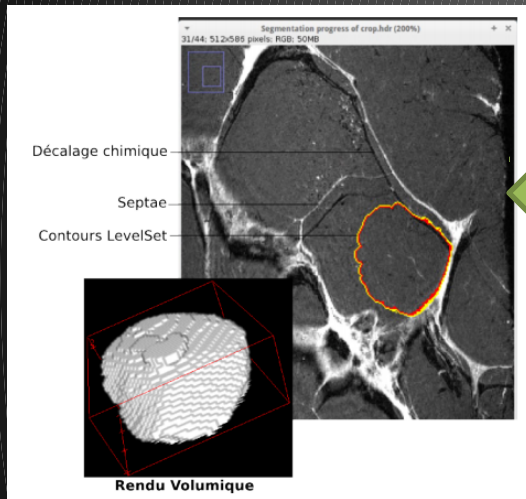 Segmentation progress of crop.hdr (200%)
31/44; 512x586 pixels; RGB; 50MB
Décalage chimique
Septae
Contours LevelSet
Rendu Volumique